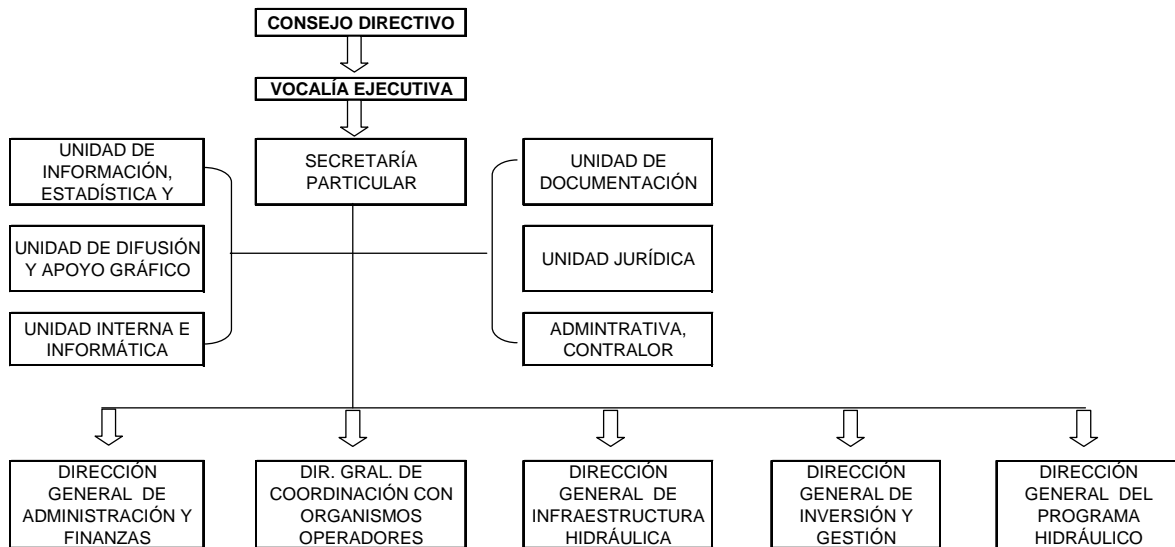 CONSEJO DIRECTIVO
VOCALÍA EJECUTIVA
UNIDAD DE
INFORMACIÓN,
ESTADÍSTICA Y
SECRETARÍA
PARTICULAR
UNIDAD DE
DOCUMENTACIÓN
UNIDAD DE DIFUSIÓN
Y APOYO GRÁFICO
UNIDAD JURÍDICA
UNIDAD INTERNA E
INFORMÁTICA
ADMINTRATIVA,
CONTRALOR
DIRECCIÓN
GENERAL DE
ADMINISTRACIÓN Y
FINANZAS
DIR. GRAL. DE
COORDINACIÓN CON
ORGANISMOS
OPERADORES
DIRECCIÓN
GENERAL DE
INFRAESTRUCTURA
HIDRÁULICA
DIRECCIÓN
GENERAL DE
INVERSIÓN Y
GESTIÓN
DIRECCIÓN
GENERAL DEL
PROGRAMA
HIDRÁULICO